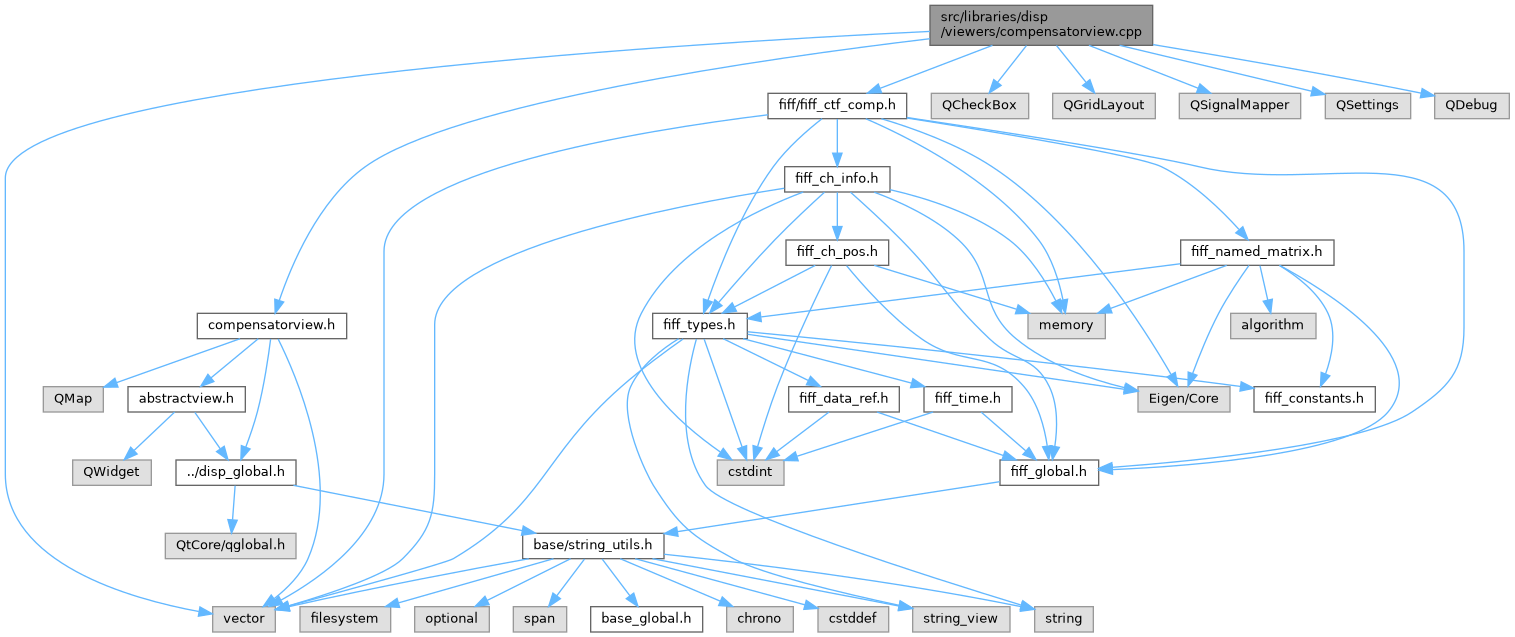 src/libraries/disp
/viewers/compensatorview.cpp
fiff/fiff_ctf_comp.h
QCheckBox
QGridLayout
QSignalMapper
QSettings
QDebug
fiff_ch_info.h
fiff_ch_pos.h
fiff_named_matrix.h
compensatorview.h
fiff_types.h
memory
algorithm
QMap
abstractview.h
fiff_data_ref.h
fiff_time.h
Eigen/Core
fiff_constants.h
QWidget
../disp_global.h
cstdint
fiff_global.h
QtCore/qglobal.h
base/string_utils.h
vector
filesystem
optional
span
base_global.h
chrono
cstddef
string_view
string